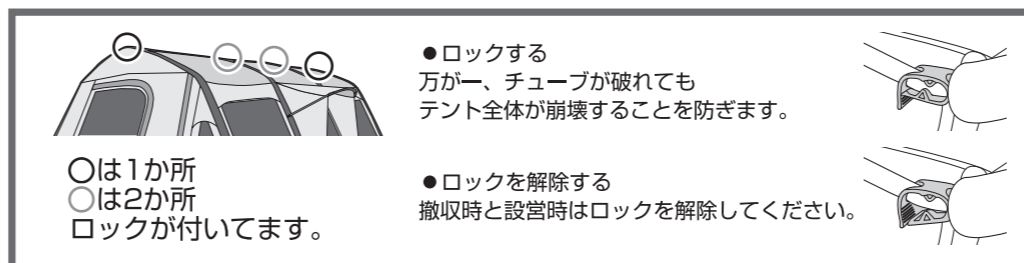 ○は1か所
○は2か所
ロックが付いてます。
●ロックする
万が一、チューブが破れても
テント全体が崩壊することを防ぎます。
●ロックを解除する
撤収時と設営時はロックを解除してください。